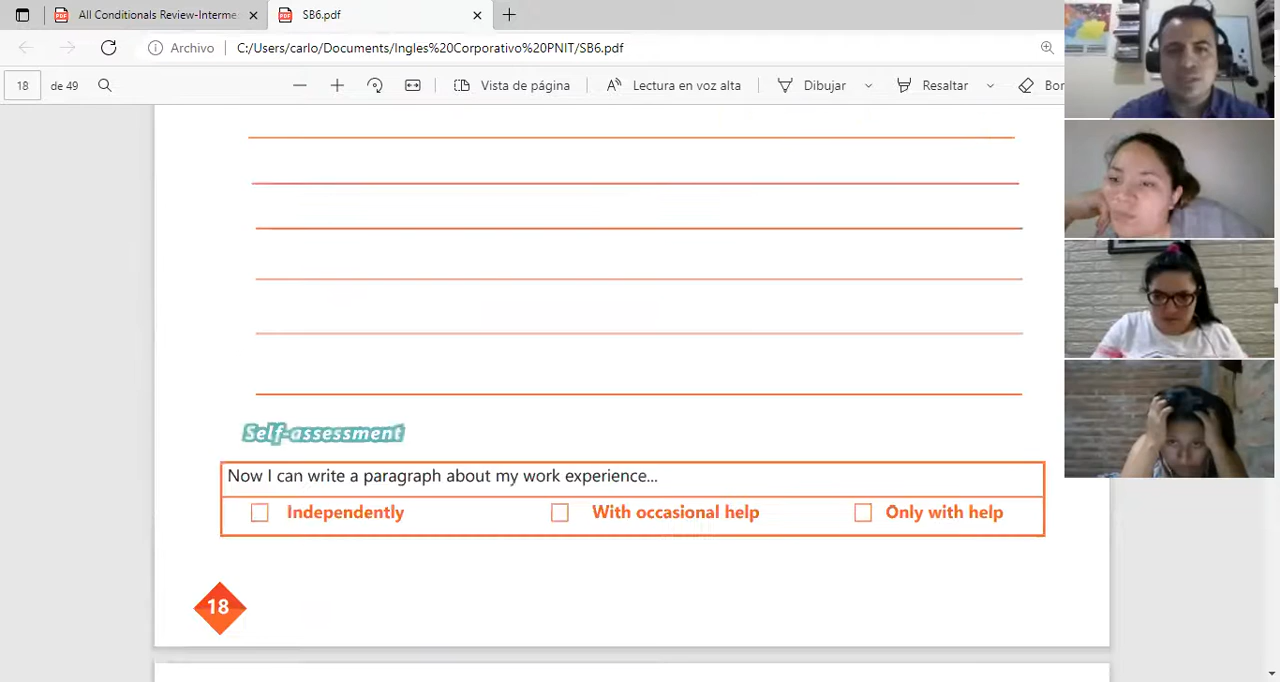 All Conditionals Review-Interme
SB6.pdf
Archivo
C:/Users/carlo/Documents/Ingles%20Corporativo%20PNIT/SB6.pdf
18 de 49
Vista de página
Lectura en voz alta
Dibujar
Resaltar
Bor
Self-assessment
Now I can write a paragraph about my work experience...
Independently
With occasional help
Only with help
18